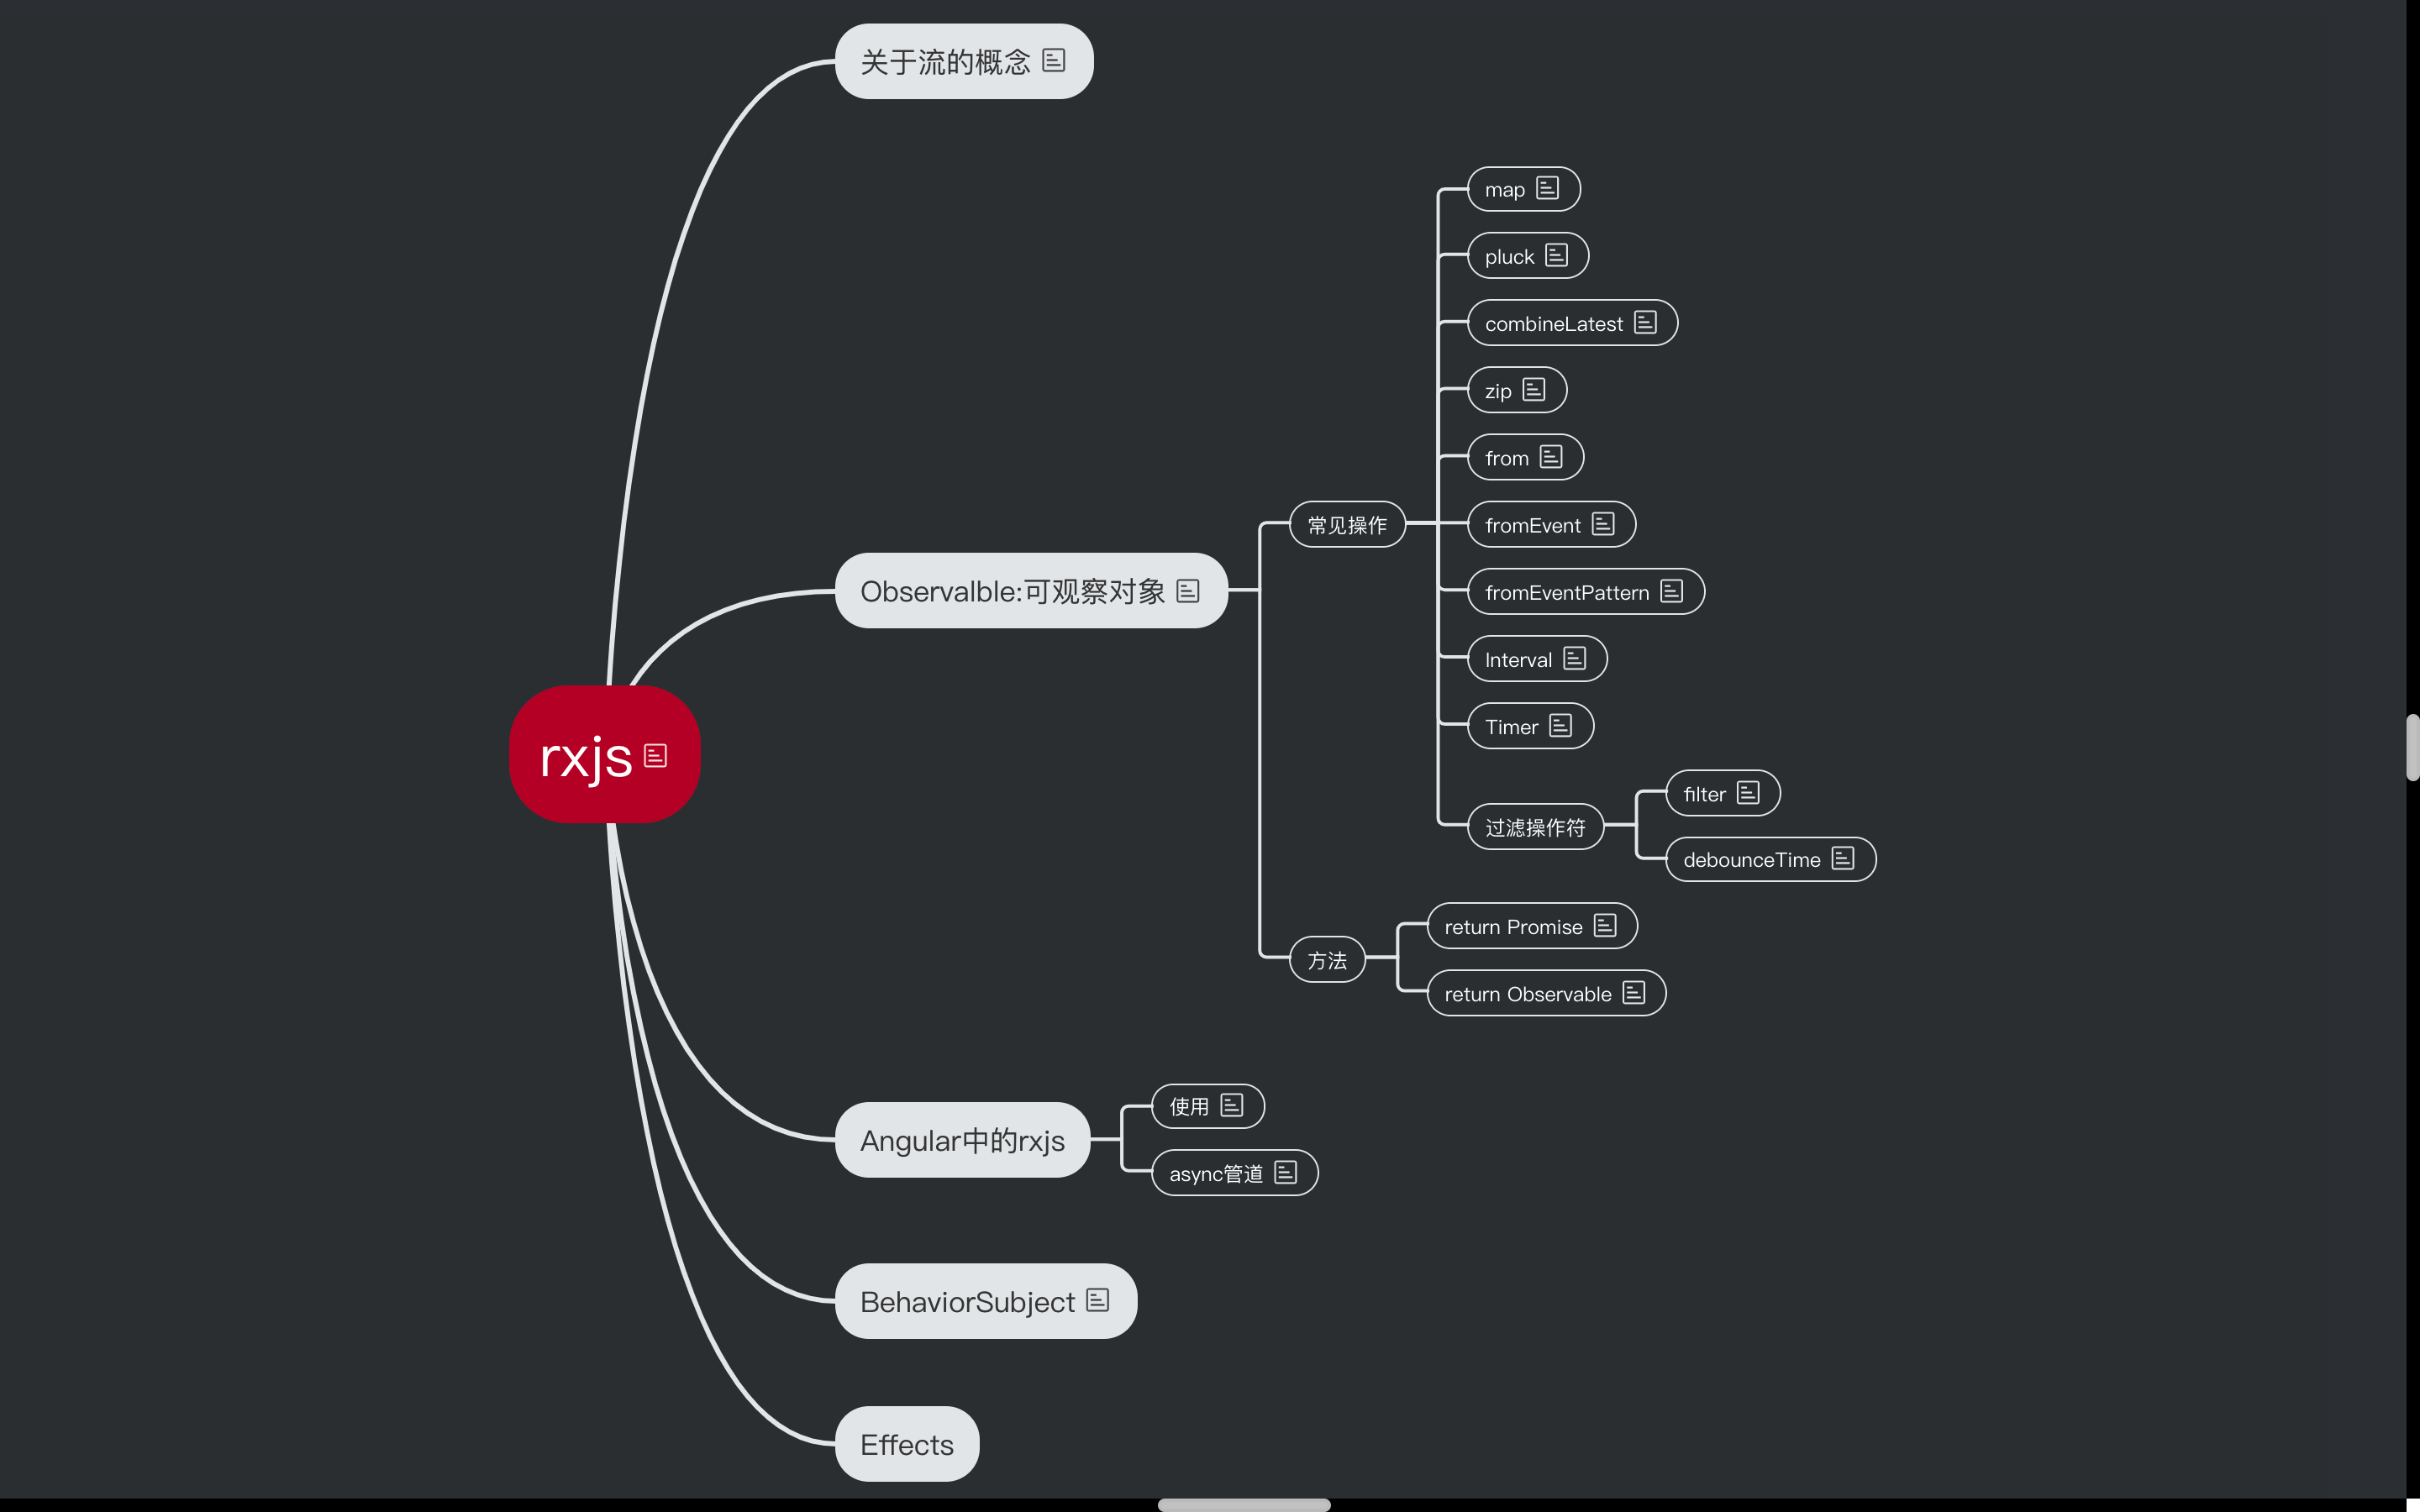 关于流的概念
map
pluck
combineLatest
zip
from
常见操作
fromEvent
Observalble:可观察对象
fromEventPattern
Interval
Timer
rxjs
filter
过滤操作符
debounceTime
return Promise
方法
return Observable
使用
Angular中的rxjs
async管道
BehaviorSubject
Effects